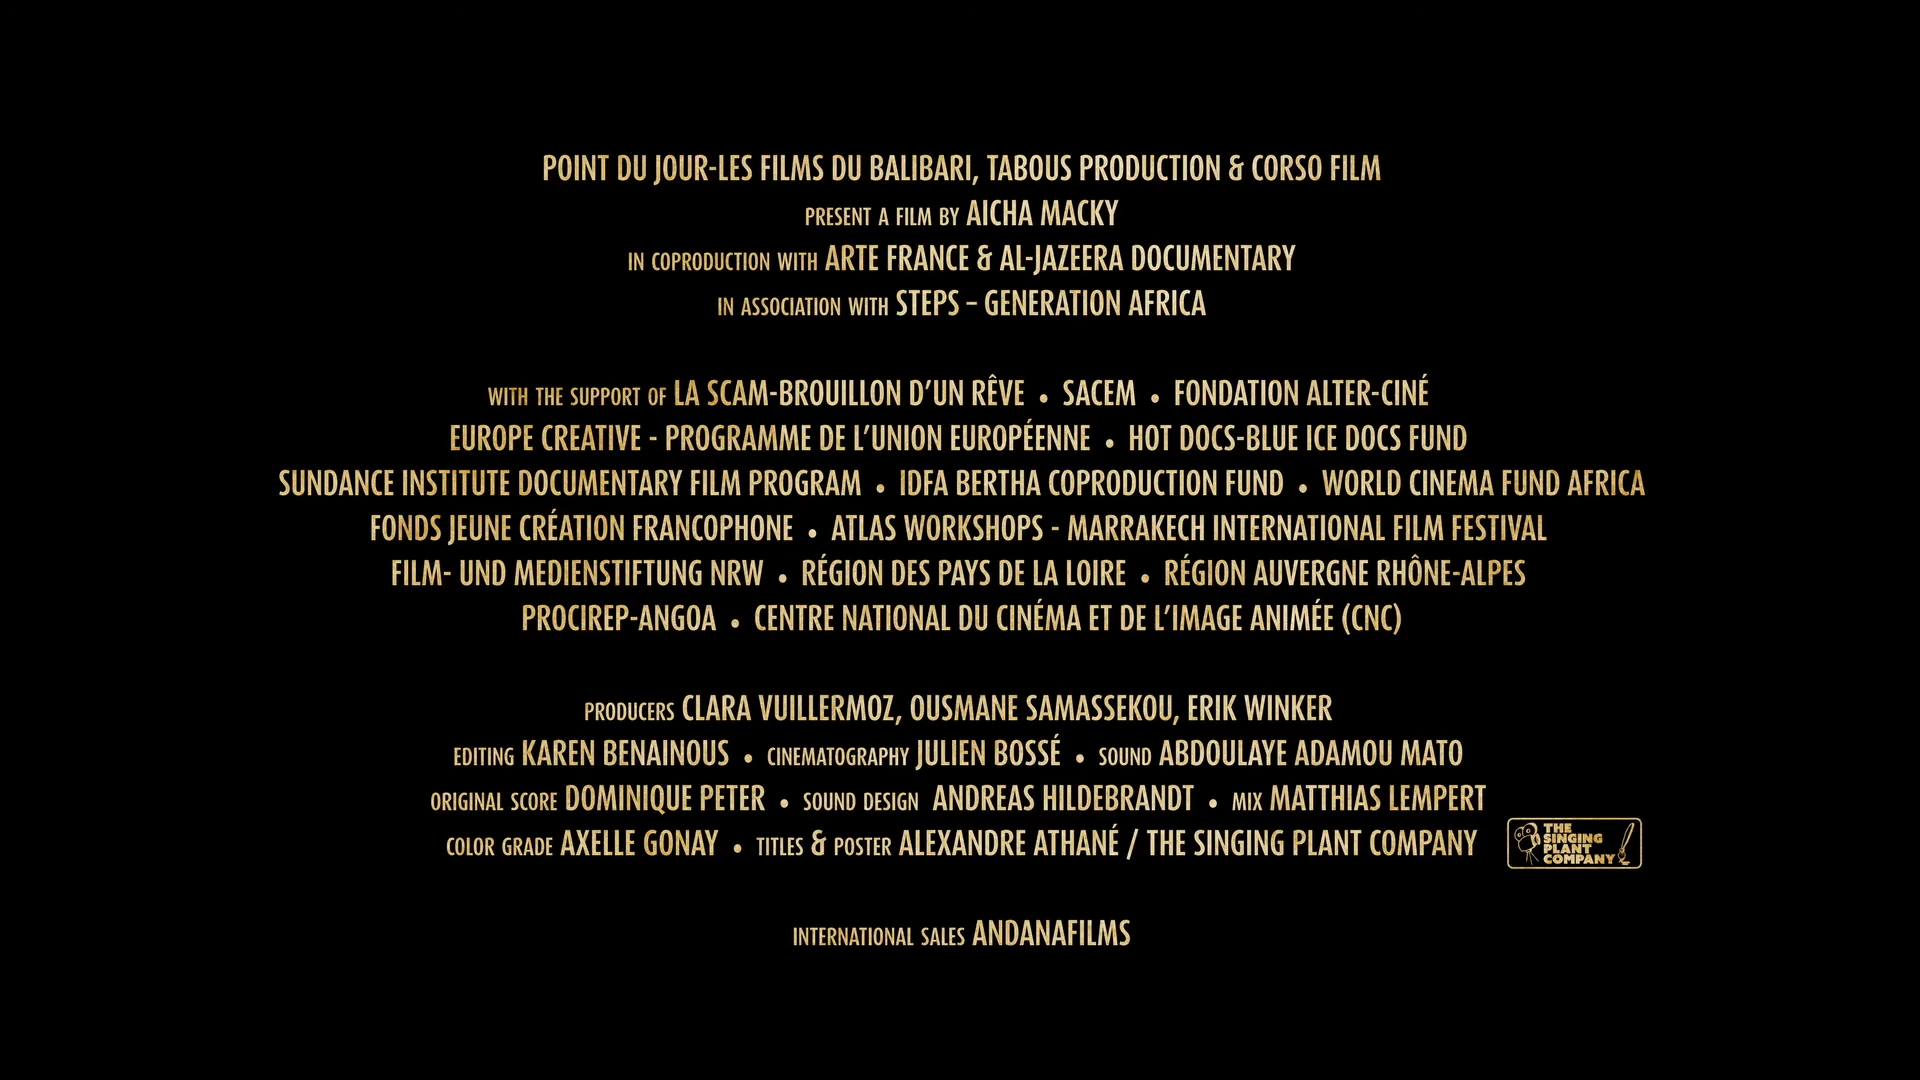 POINT DU JOUR-LES FILMS DU BALIBARI, TABOUS PRODUCTION & CORSO FILM
PRESENT A FILM BY AICHA MACKY
IN COPRODUCTION WITH ARTE FRANCE & AL-JAZEERA DOCUMENTARY
IN ASSOCIATION WITH STEPS – GENERATION AFRICA
WITH THE SUPPORT OF LA SCAM-BROUILLON D'UN RÊVE • SACEM • FONDATION ALTER-CINÉ
EUROPE CREATIVE - PROGRAMME DE L'UNION EUROPÉENNE • HOT DOCS-BLUE ICE DOCS FUND
SUNDANCE INSTITUTE DOCUMENTARY FILM PROGRAM • IDFA BERTHA COPRODUCTION FUND • WORLD CINEMA FUND AFRICA
FONDS JEUNE CRÉATION FRANCOPHONE • ATLAS WORKSHOPS - MARRAKECH INTERNATIONAL FILM FESTIVAL
FILM- UND MEDIENSTIFTUNG NRW • RÉGION DES PAYS DE LA LOIRE • RÉGION AUVERGNE RHÔNE-ALPES
PROCIREP-ANGOA • CENTRE NATIONAL DU CINÉMA ET DE L'IMAGE ANIMÉE (CNC)
PRODUCERS CLARA VUILLERMOZ, OUSMANE SAMASSEKOU, ERIK WINKER
EDITING KAREN BENAINOUS • CINEMATOGRAPHY JULIEN BOSSÉ • SOUND ABDOULAYE ADAMOU MATO
ORIGINAL SCORE DOMINIQUE PETER • SOUND DESIGN ANDREAS HILDEBRANDT • MIX MATTHIAS LEMPERT
COLOR GRADE AXELLE GONAY • TITLES & POSTER ALEXANDRE ATHANÉ / THE SINGING PLANT COMPANY
THE
SINGING
PLANT
COMPANY
INTERNATIONAL SALES ANDANAFILMS